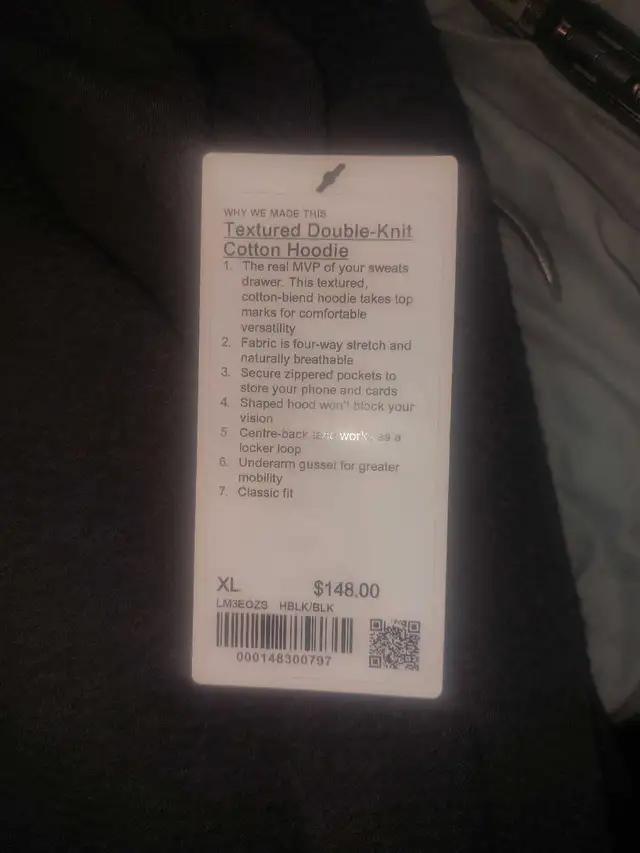 WHY WE MADE THIS
Textured Double-Knit
Cotton Hoodie
1. The real MVP of your sweats
drawer. This textured,
cotton-blend hoodie takes top
marks for comfortable
versatility
2. Fabric is four-way stretch and
naturally breathable
3. Secure zippered pockets to
store your phone and cards
4. Shaped hood won't block your
vision
5. Centre-back works as a
locker loop
6. Underarm gusset for greater
mobility
7. Classic fit
XL $148.00
LM3EOZS HBLK/BLK
000148300797